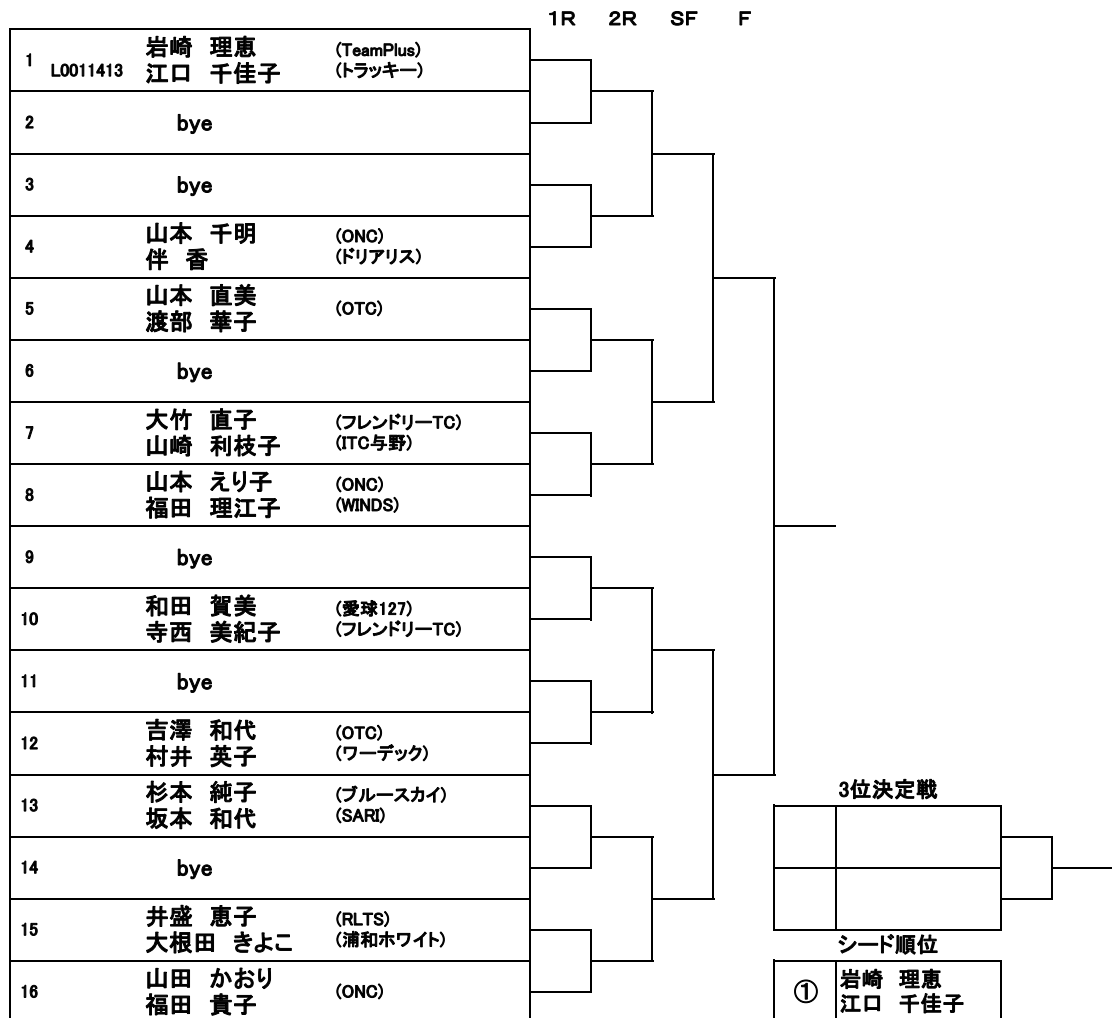 1R 2R SF F
1 L0011413 岩崎 理恵 (TeamPlus)
江口 千佳子 (トラッキー)
2 bye
3 bye
4 山本 千明 (ONC)
伴 香 (ドリアリス)
5 山本 直美 (OTC)
渡部 華子
6 bye
7 大竹 直子 (フレンドリーTC)
山崎 利枝子 (ITC与野)
8 山本 えり子 (ONC)
福田 理江子 (WINDS)
9 bye
10 和田 賀美 (愛球127)
寺西 美紀子 (フレンドリーTC)
11 bye
12 吉澤 和代 (OTC)
村井 英子 (ワーデック)
13 杉本 純子 (ブルースカイ)
坂本 和代 (SARI)
14 bye
15 井盛 恵子 (RLTS)
大根田 きよこ (浦和ホワイト)
16 山田 かおり (ONC)
福田 貴子
3位決定戦
シード順位
① 岩崎 理恵
江口 千佳子